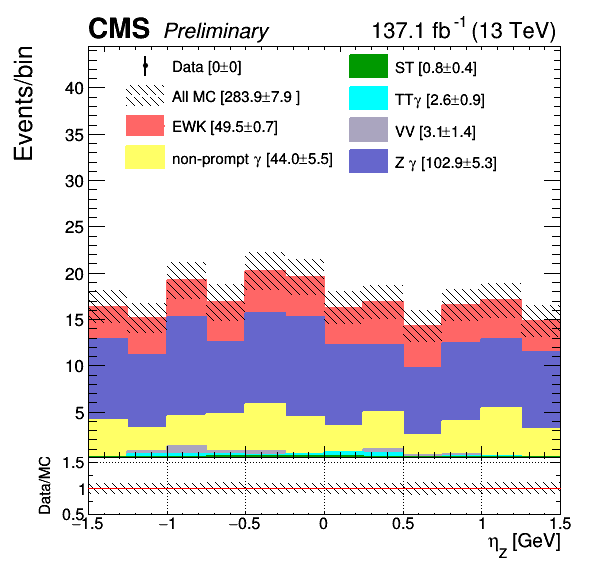 CMS Preliminary 137.1 fb⁻¹ (13 TeV)
Events/bin
Data [0±0]
All MC [283.9±7.9 ]
EWK [49.5±0.7]
non-prompt γ [44.0±5.5]
ST [0.8±0.4]
TTγ [2.6±0.9]
VV [3.1±1.4]
Z γ [102.9±5.3]
40
35
30
25
20
15
10
5
Data/MC
1.5
1
0.5
−1.5 −1 −0.5 0 0.5 1 1.5
η_Z [GeV]